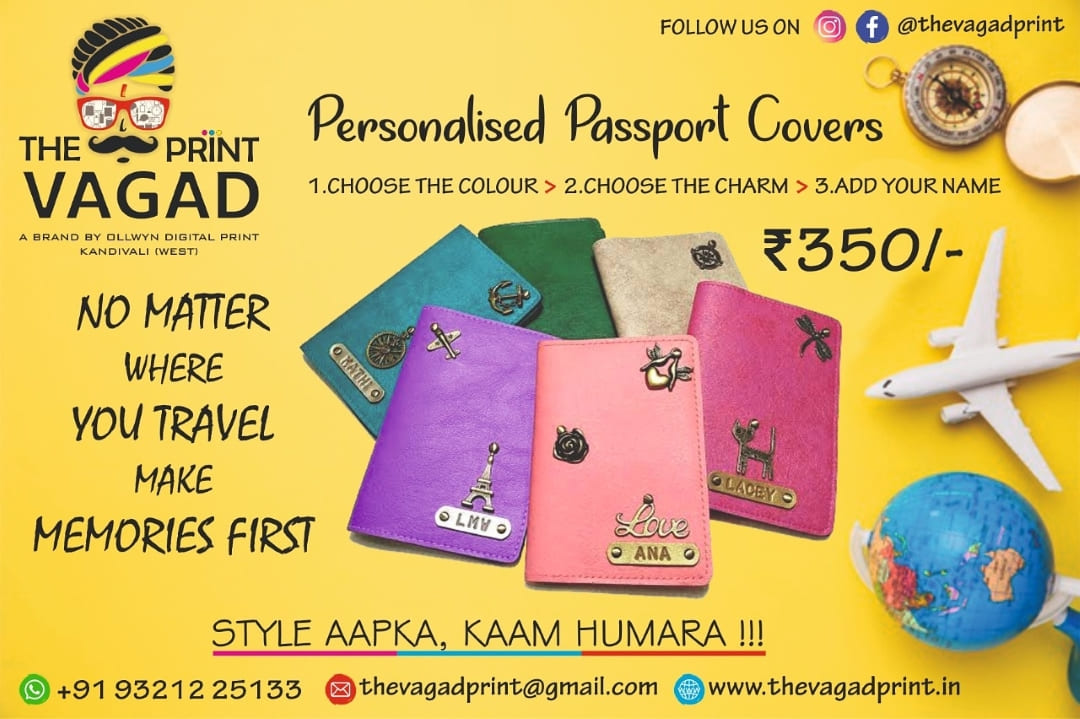 FOLLOW US ON @thevagadprint
THE PRINT
VAGAD
A BRAND BY OLLWYN DIGITAL PRINT
KANDIVALI (WEST)
Personalised Passport Covers
1.CHOOSE THE COLOUR > 2.CHOOSE THE CHARM > 3.ADD YOUR NAME
₹350/-
NO MATTER
WHERE
YOU TRAVEL
MAKE
MEMORIES FIRST
MATHI
LMW
Love
ANA
LACEY
STYLE AAPKA, KAAM HUMARA !!!
+91 93212 25133 thevagadprint@gmail.com www.thevagadprint.in